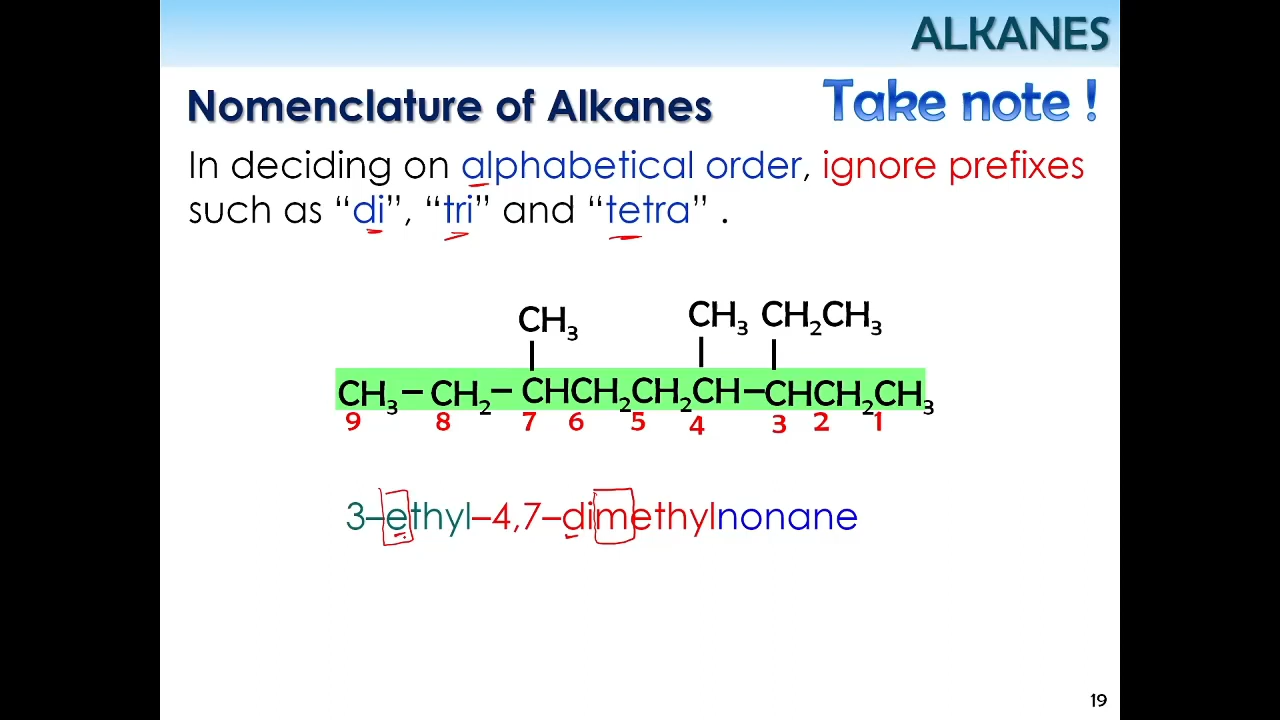 ALKANES
Nomenclature of Alkanes
Take note !
In deciding on alphabetical order, ignore prefixes
such as “di”, “tri” and “tetra” .
CH₃ CH₃ CH₂CH₃
CH₃ – CH₂ – CHCH₂CH₂CH – CHCH₂CH₃
9 8 7 6 5 4 3 2 1
3–ethyl–4,7–dimethylnonane
19